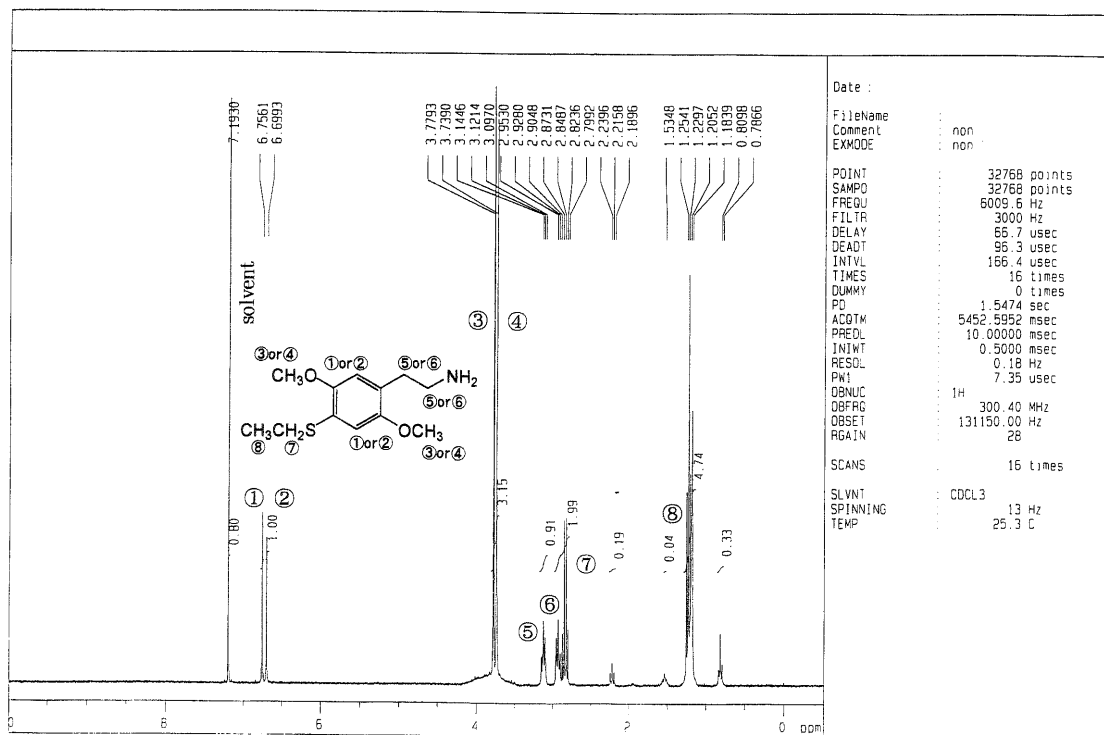 7.1930
6.7561
6.6993
3.7793
3.7390
3.1446
3.1214
3.0970
2.9530
2.9280
2.9048
2.8731
2.8487
2.8236
2.7992
2.2396
2.2158
2.1896
1.5348
1.2541
1.2297
1.2052
1.1839
0.8098
0.7866
solvent
③or④
①or②
⑤or⑥
CH₃O
NH₂
⑤or⑥
CH₃CH₂S
⑧ ⑦
①or②
OCH₃
③or④
③ ④
① ②
⑤
⑥
⑦
⑧
0.80
1.00
3.15
0.91
1.99
0.19
0.04
4.74
0.33
0
8
6
4
2
0
ppm
Date :
FileName :
Comment : non
EXMODE : non
POINT : 32768 points
SAMPO : 32768 points
FREQU : 6009.6 Hz
FILTR : 3000 Hz
DELAY : 66.7 usec
DEADT : 96.3 usec
INTVL : 166.4 usec
TIMES : 16 times
DUMMY : 0 times
PD : 1.5474 sec
ACQTM : 5452.5952 msec
PREDL : 10.00000 msec
INIWT : 0.5000 msec
RESOL : 0.18 Hz
PW1 : 7.35 usec
OBNUC : 1H
OBFRQ : 300.40 MHz
OBSET : 131150.00 Hz
RGAIN : 28
SCANS : 16 times
SLVNT : CDCL3
SPINNING : 13 Hz
TEMP : 25.3 C